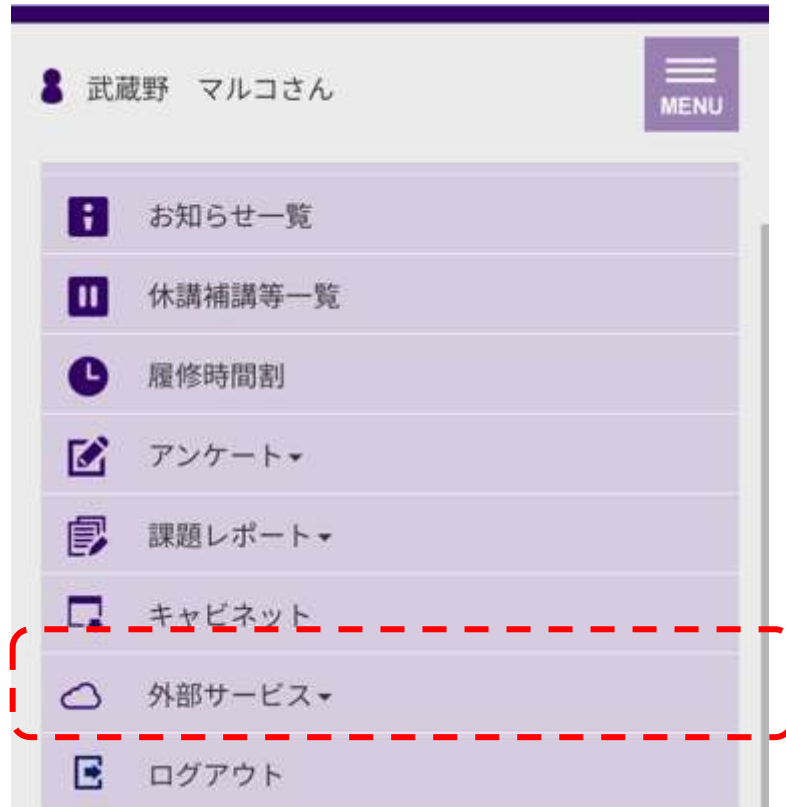 武蔵野　マルコさん
MENU
お知らせ一覧
休講補講等一覧
履修時間割
アンケート
課題レポート
キャビネット
外部サービス
ログアウト